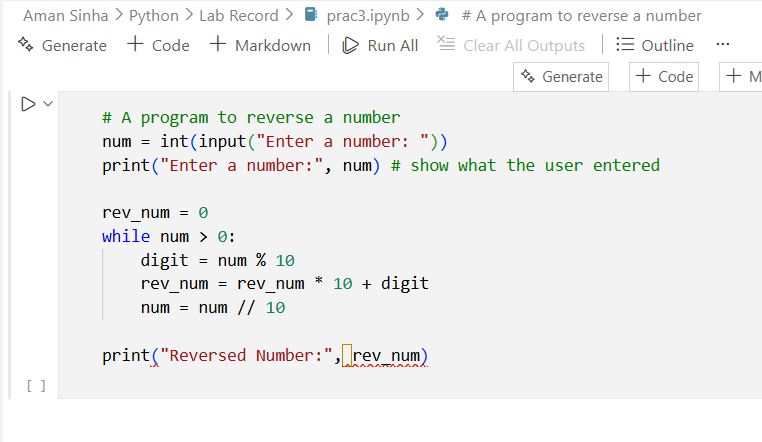 Aman Sinha > Python > Lab Record > prac3.ipynb > # A program to reverse a number
Generate + Code + Markdown Run All Clear All Outputs Outline ...
Generate + Code + M
# A program to reverse a number
num = int(input("Enter a number: "))
print("Enter a number:", num) # show what the user entered
rev_num = 0
while num > 0:
    digit = num % 10
    rev_num = rev_num * 10 + digit
    num = num // 10
print("Reversed Number:", rev_num)
[ ]